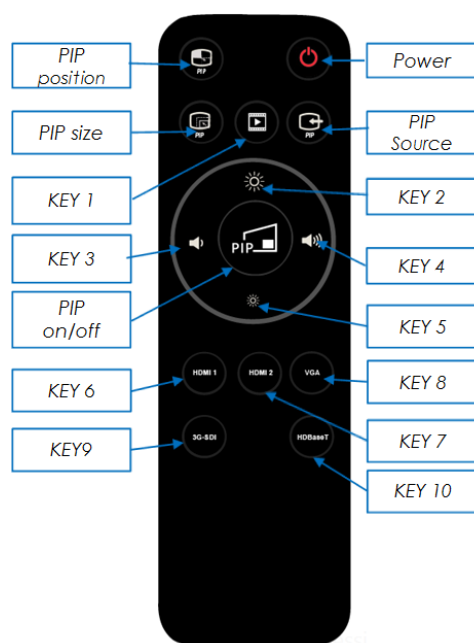 PIP
position
Power
PIP
PIP size
PIP
PIP
PIP
Source
KEY 1
KEY 2
KEY 3
PIP
KEY 4
PIP
on/off
KEY 5
KEY 6
HDMI 1
HDMI 2
VGA
KEY 8
KEY9
3G-SDI
HDBaseT
KEY 7
KEY 10